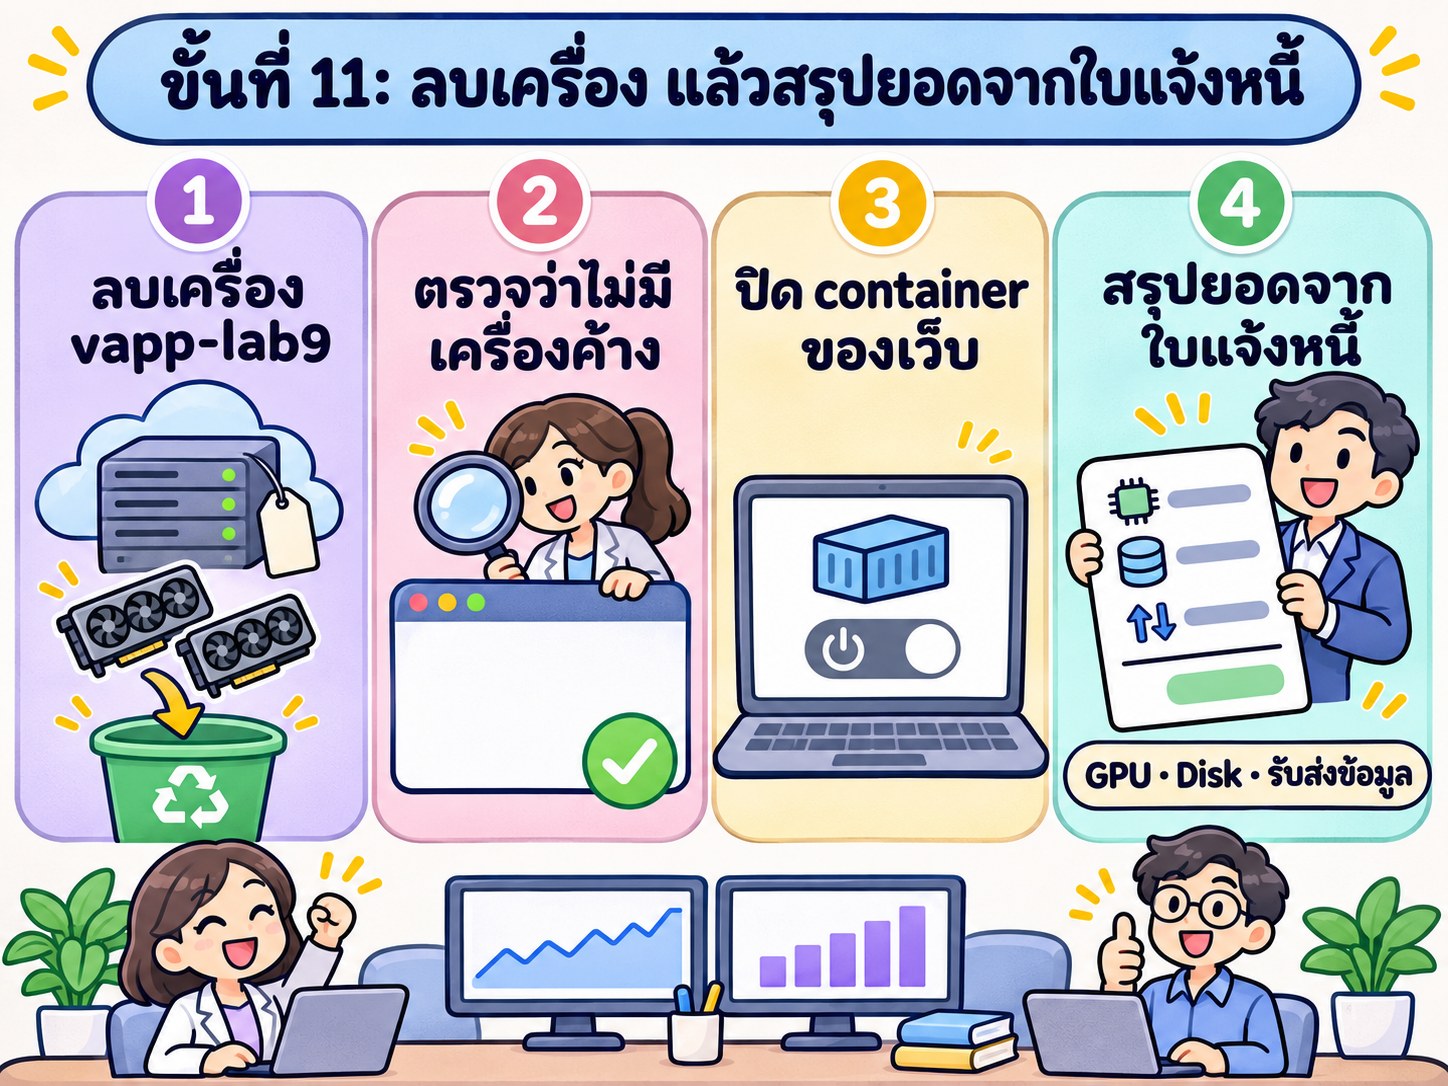 ขั้นที่ 11: ลบเครื่อง แล้วสรุปยอดจากใบแจ้งหนี้
1
ลบเครื่อง
vapp-lab9
2
ตรวจว่าไม่มี
เครื่องค้าง
3
ปิด container
ของเว็บ
4
สรุปยอดจาก
ใบแจ้งหนี้
GPU · Disk · รับส่งข้อมูล